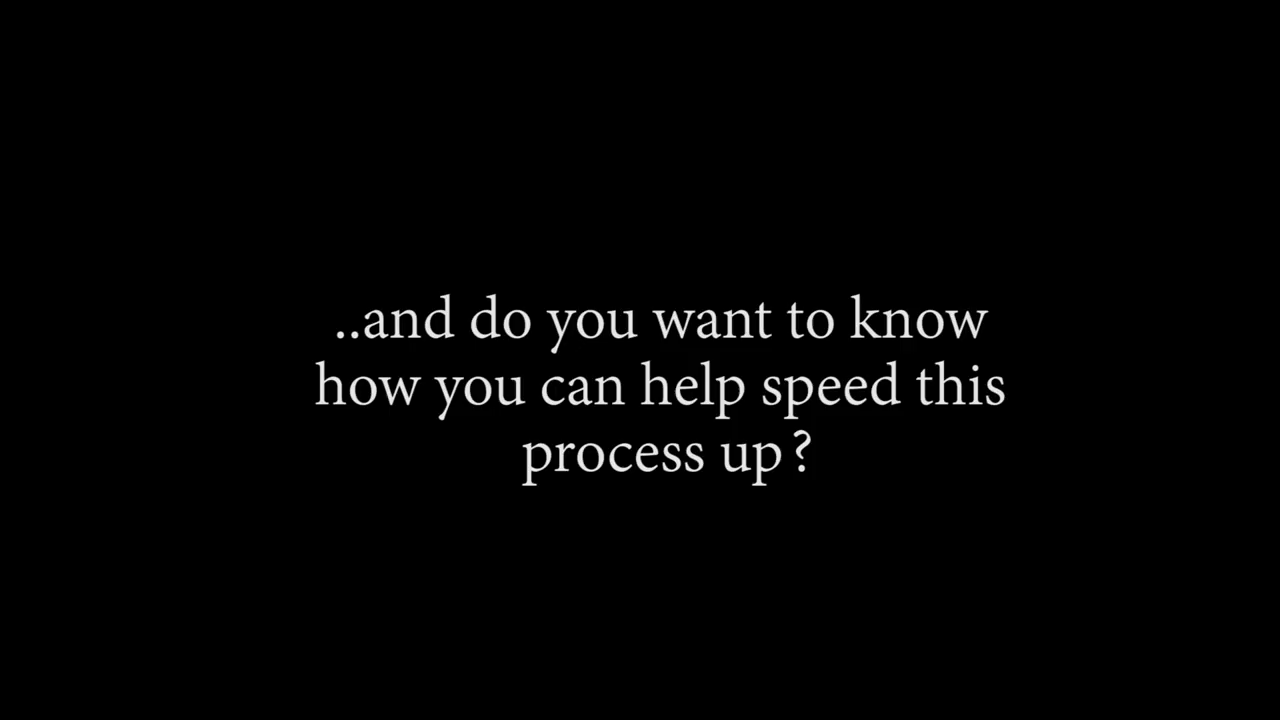 ..and do you want to know
how you can help speed this
process up?